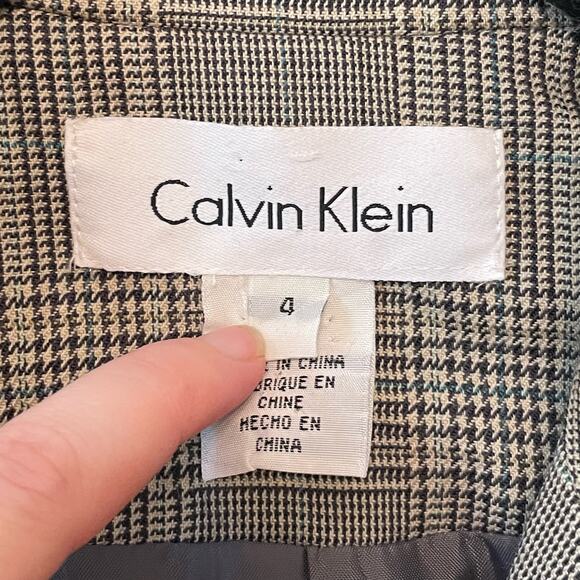 Calvin Klein
4
IN CHINA
EN
CHINE
HECHO EN
CHINA